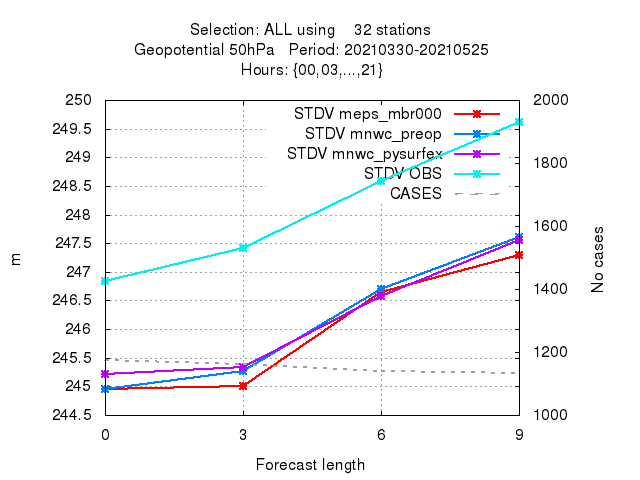 Selection: ALL using    32 stations
Geopotential 50hPa   Period: 20210330-20210525
Hours: {00,03,...,21}
250
249.5
249
248.5
248
247.5
247
246.5
246
245.5
245
244.5
2000
1800
1600
1400
1200
1000
STDV meps_mbr000
STDV mnwc_preop
STDV mnwc_pysurfex
STDV OBS
CASES
m
No cases
0 3 6 9
Forecast length